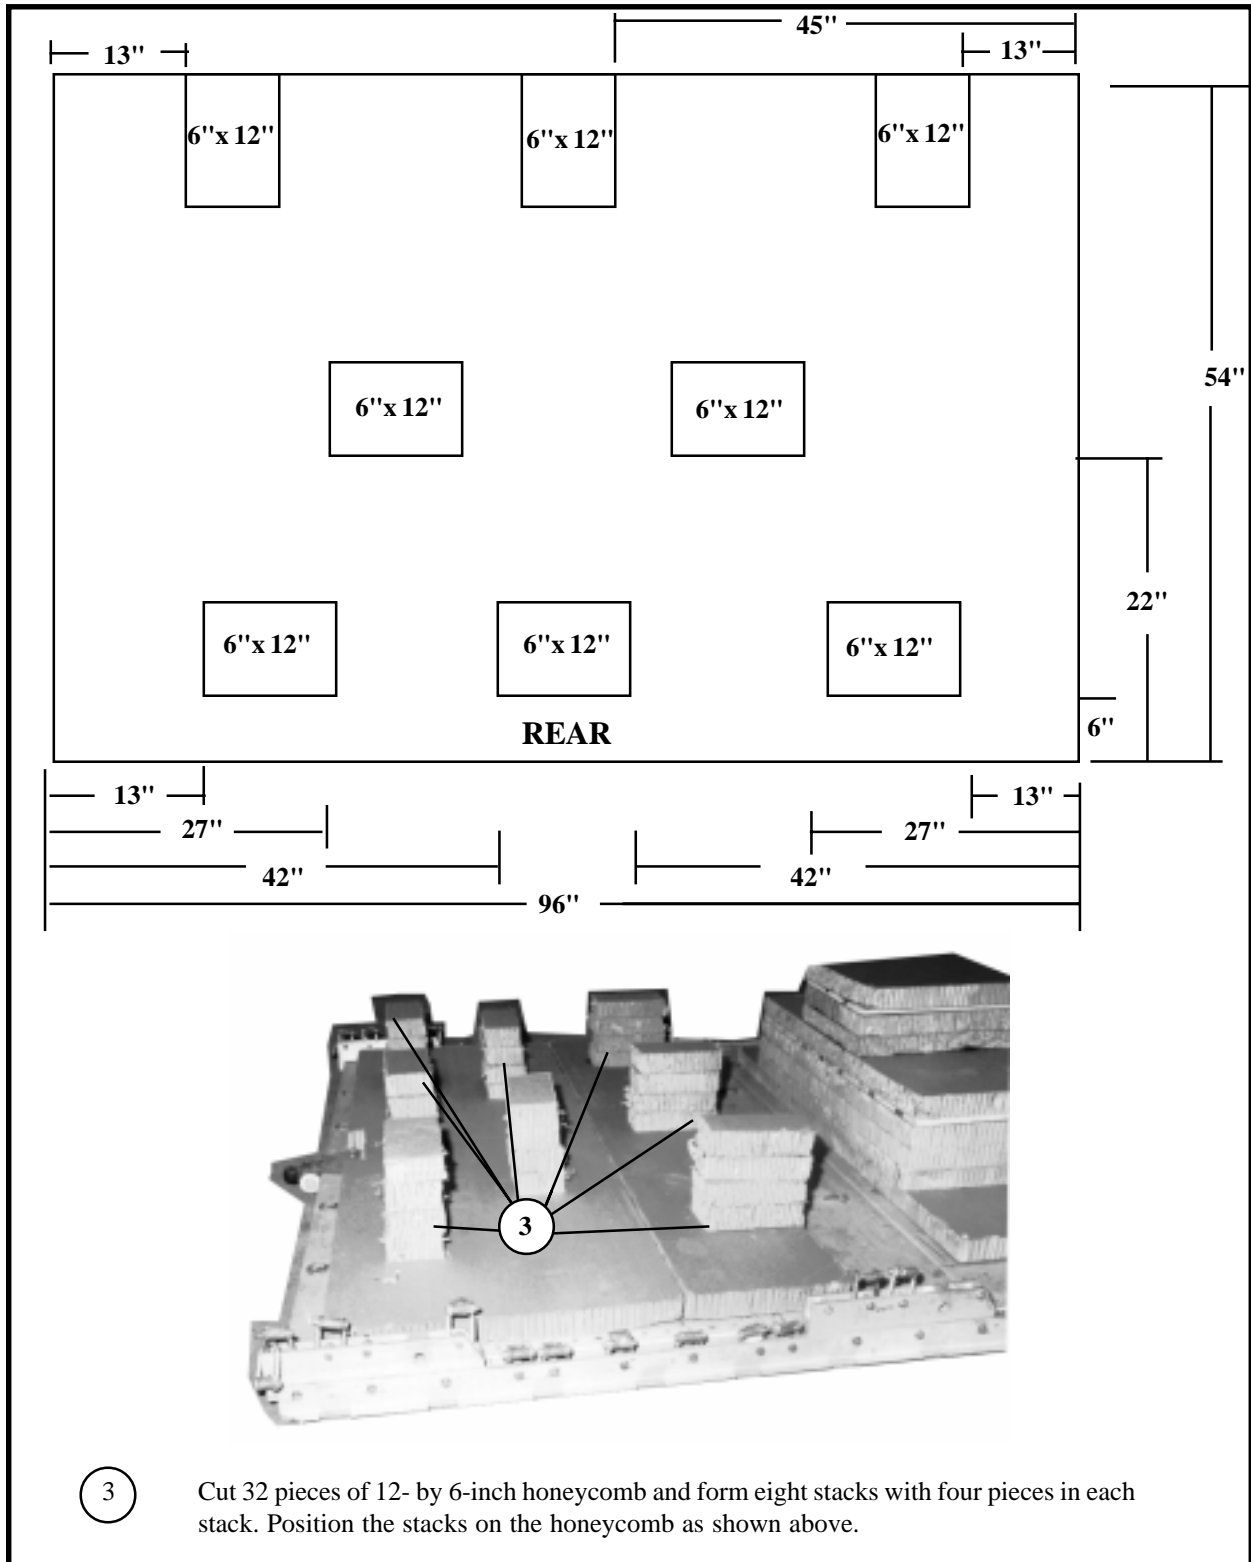 45"
13"
13"
6"x 12"
6"x 12"
6"x 12"
54"
6"x 12"
6"x 12"
22"
6"x 12"
6"x 12"
6"x 12"
REAR
6"
13"
13"
27"
27"
42"
42"
96"
3
3
Cut 32 pieces of 12- by 6-inch honeycomb and form eight stacks with four pieces in each
stack. Position the stacks on the honeycomb as shown above.